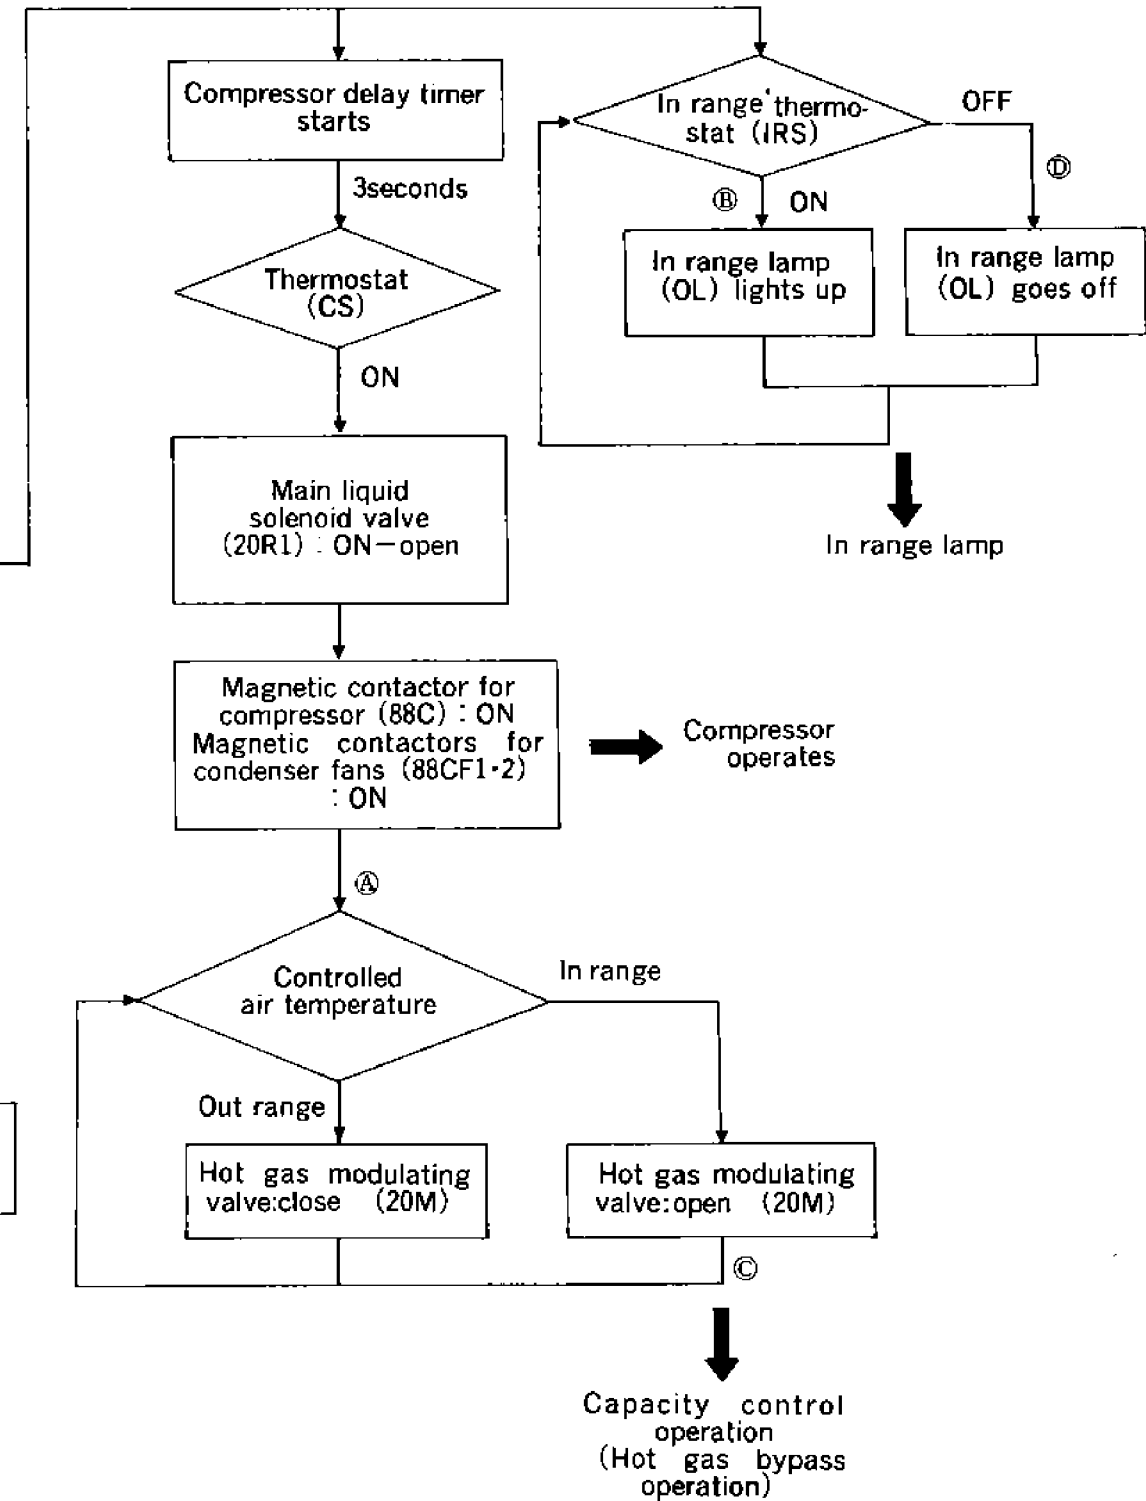 Compressor delay timer
starts
3seconds
Thermostat
(CS)
ON
Main liquid
solenoid valve
(20R1) : ON－open
Magnetic contactor for
compressor (88C) : ON
Magnetic contactors for
condenser fans (88CF1·2)
: ON
Compressor
operates
Ⓐ
Controlled
air temperature
In range
Out range
Hot gas modulating
valve:close (20M)
Hot gas modulating
valve:open (20M)
Ⓒ
Capacity control
operation
(Hot gas bypass
operation)
In range thermo-
stat (IRS)
OFF
Ⓓ
Ⓑ ON
In range lamp
(OL) lights up
In range lamp
(OL) goes off
In range lamp